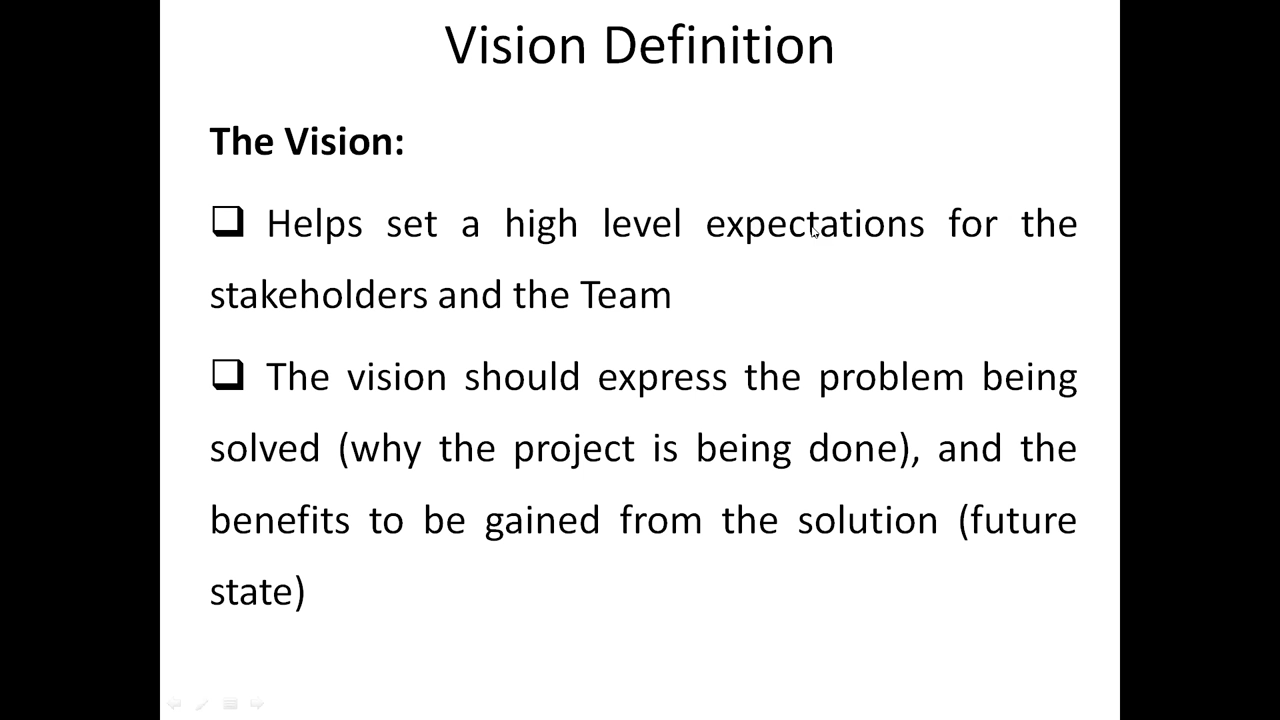 Vision Definition
The Vision:
❑ Helps set a high level expectations for the
stakeholders and the Team
❑ The vision should express the problem being
solved (why the project is being done), and the
benefits to be gained from the solution (future
state)